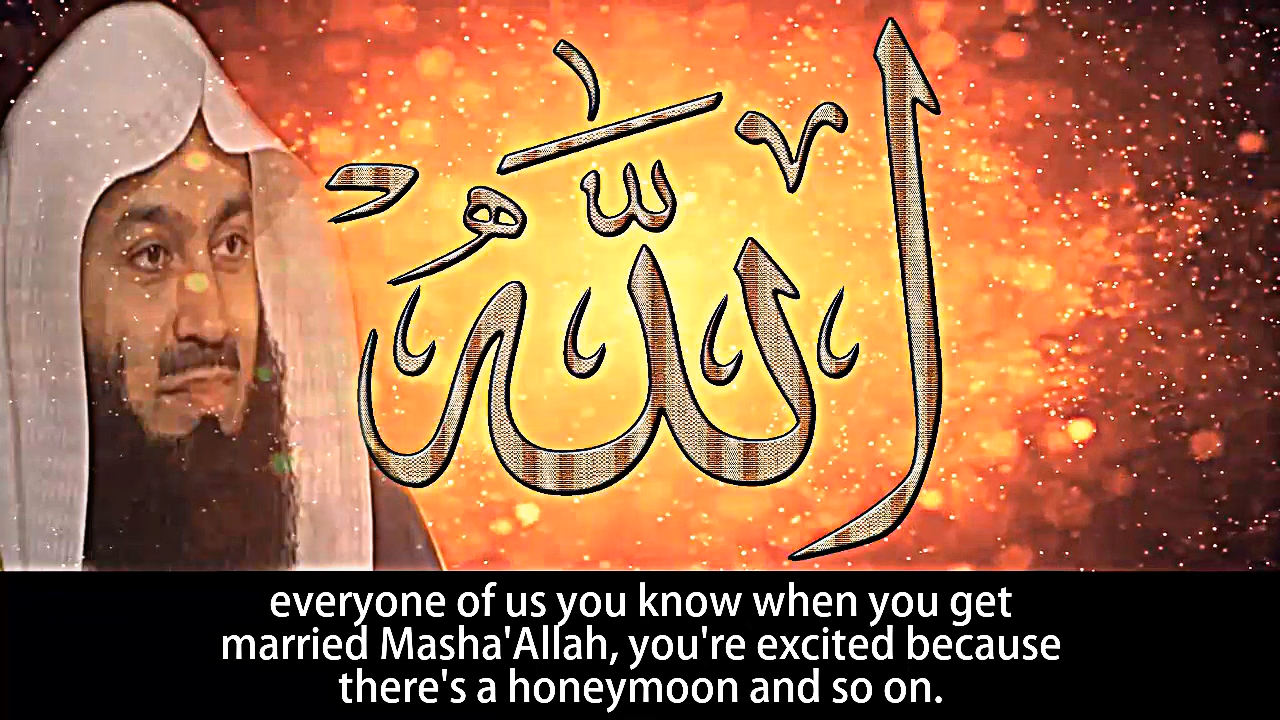 الله
everyone of us you know when you get
married Masha'Allah, you're excited because
there's a honeymoon and so on.